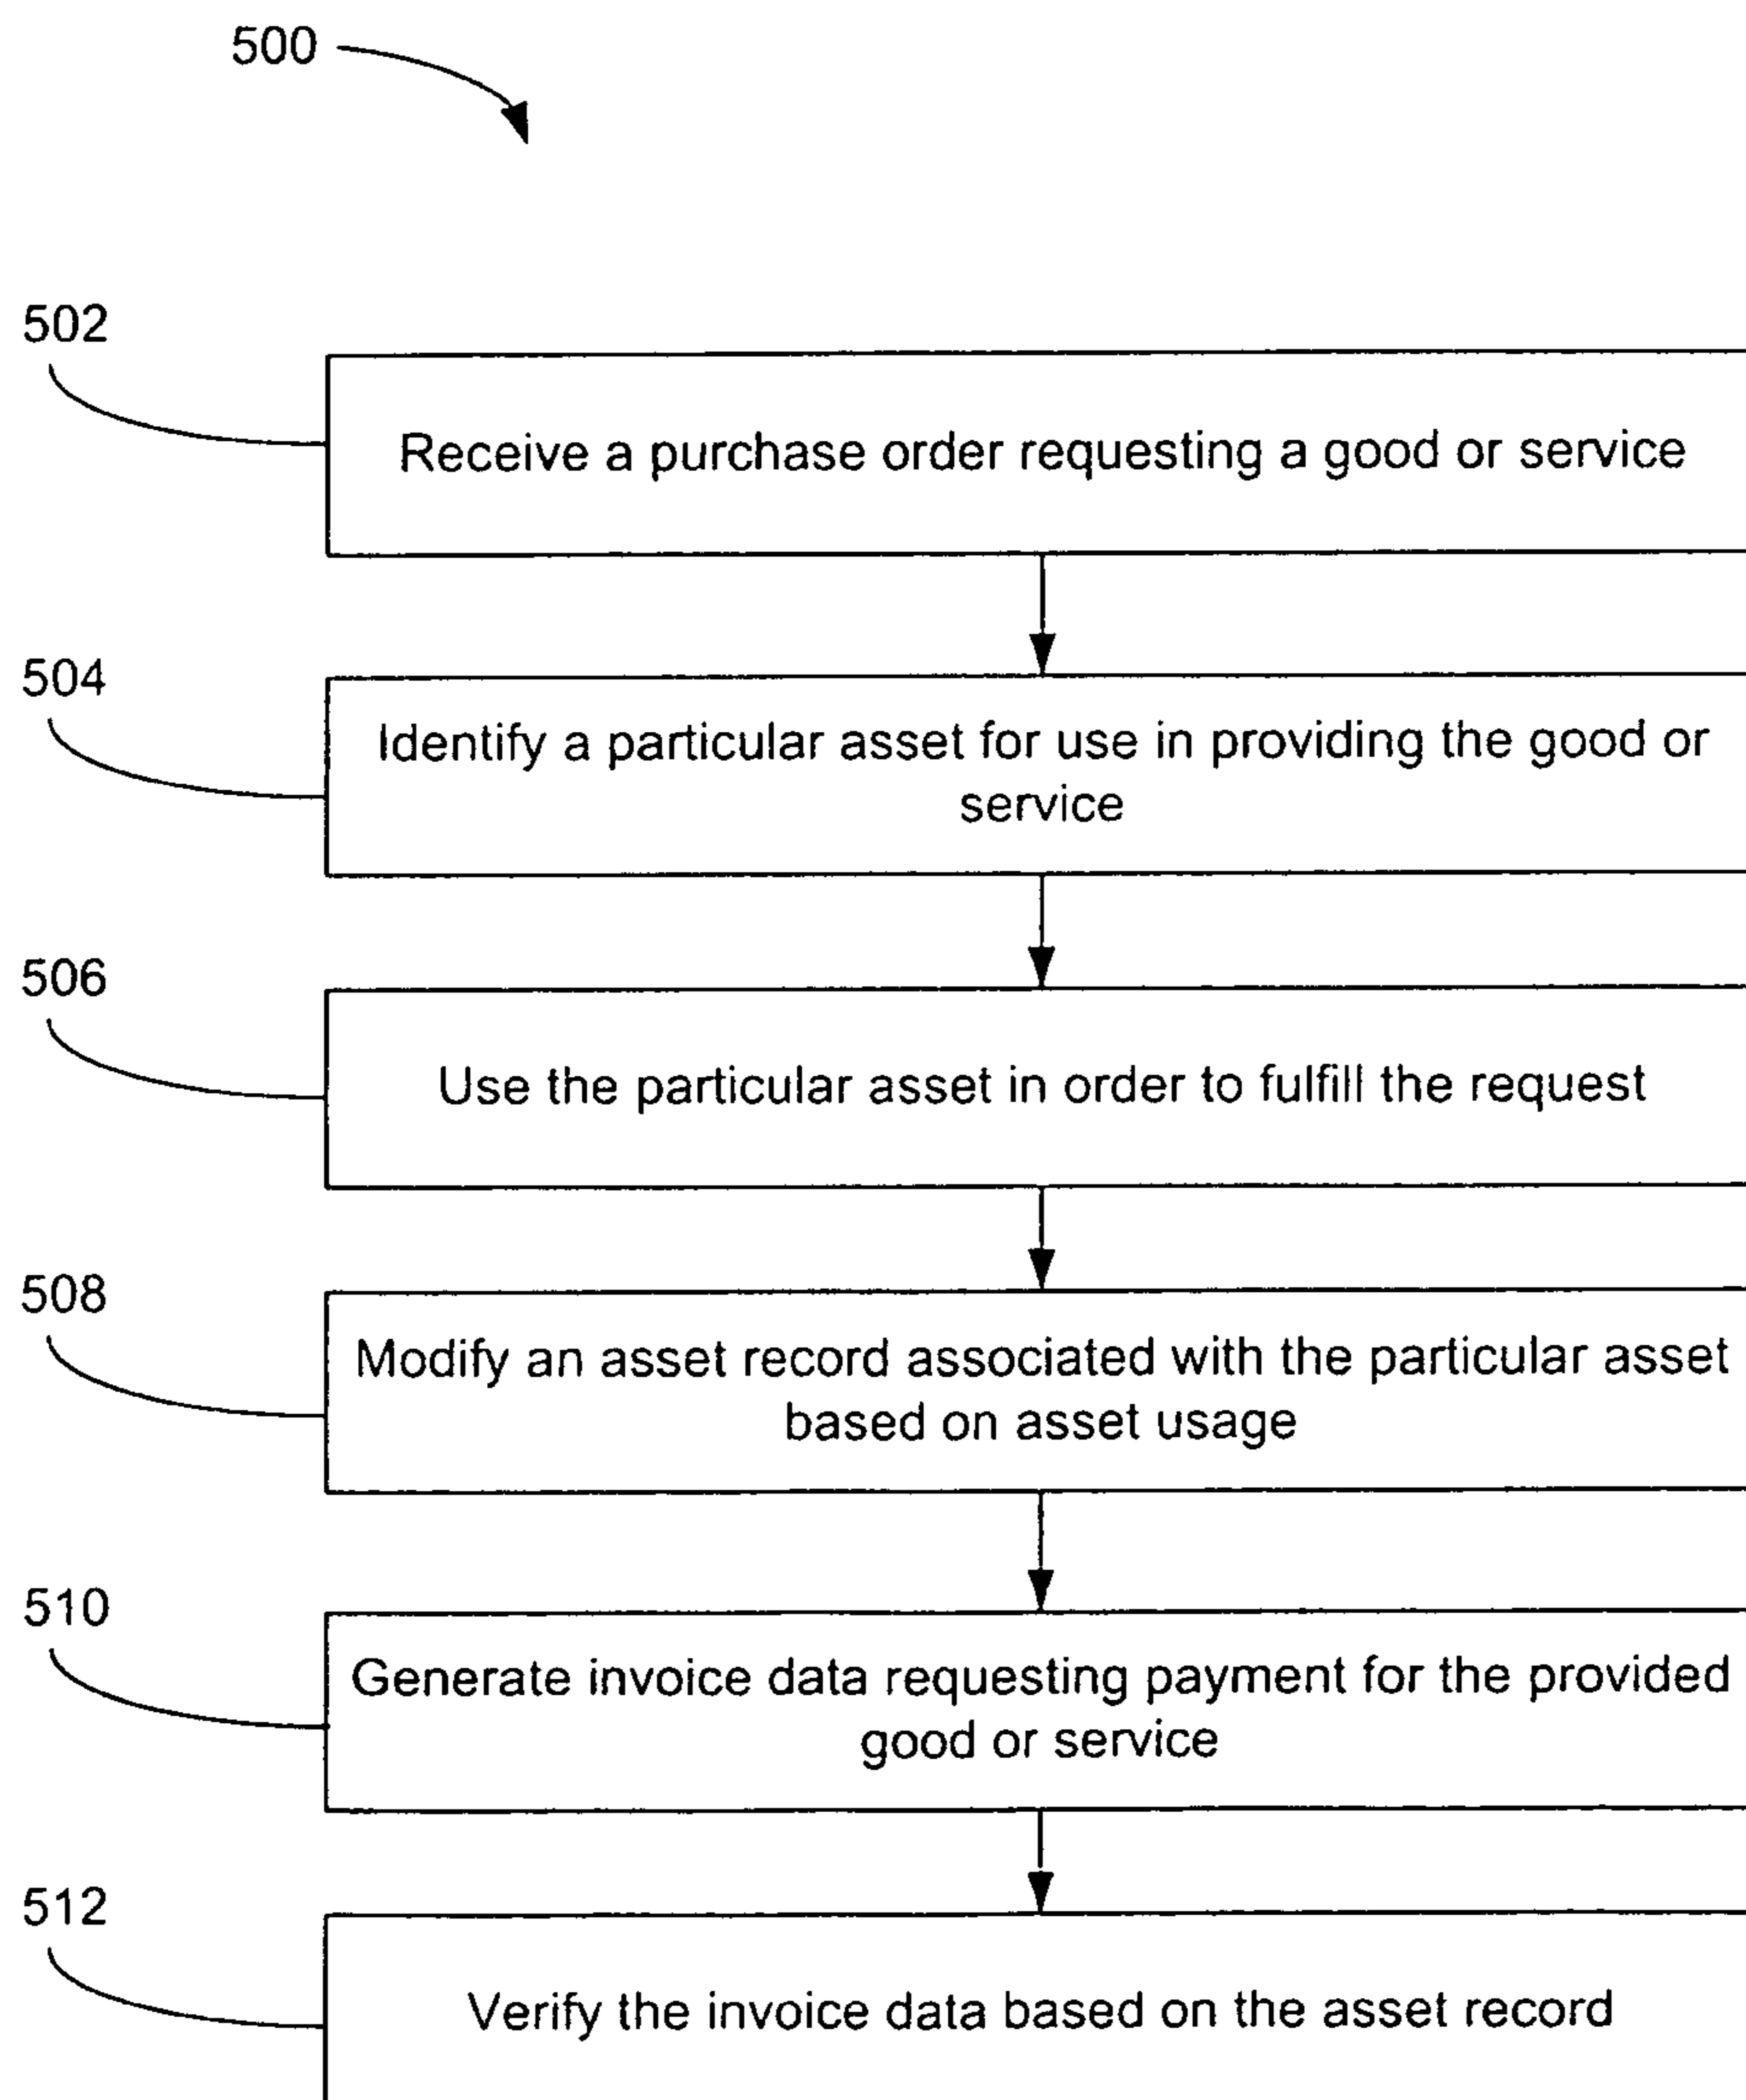 500
502
Receive a purchase order requesting a good or service
504
Identify a particular asset for use in providing the good or
service
506
Use the particular asset in order to fulfill the request
508
Modify an asset record associated with the particular asset
based on asset usage
510
Generate invoice data requesting payment for the provided
good or service
512
Verify the invoice data based on the asset record